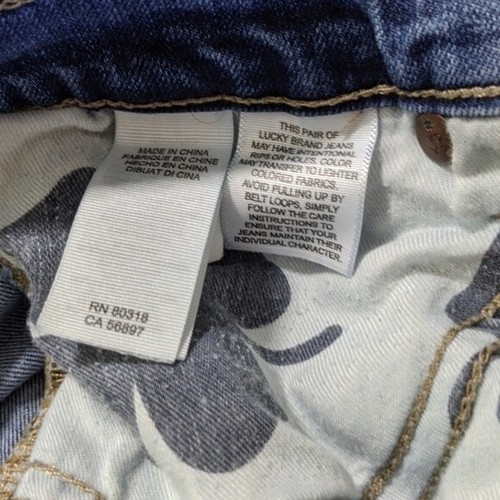 MADE IN CHINA
FABRIQUE EN CHINE
HECHO EN CHINA
DIBUAT DI CINA
RN 80318
CA 56897
THIS PAIR OF
LUCKY BRAND JEANS
MAY HAVE INTENTIONAL
RIPS OR HOLES. COLOR
MAY TRANSFER TO LIGHTER
COLORED FABRICS.
AVOID PULLING UP BY
BELT LOOPS, SIMPLY
FOLLOW THE CARE
INSTRUCTIONS TO
ENSURE THAT YOUR
JEANS MAINTAIN THEIR
INDIVIDUAL CHARACTER.